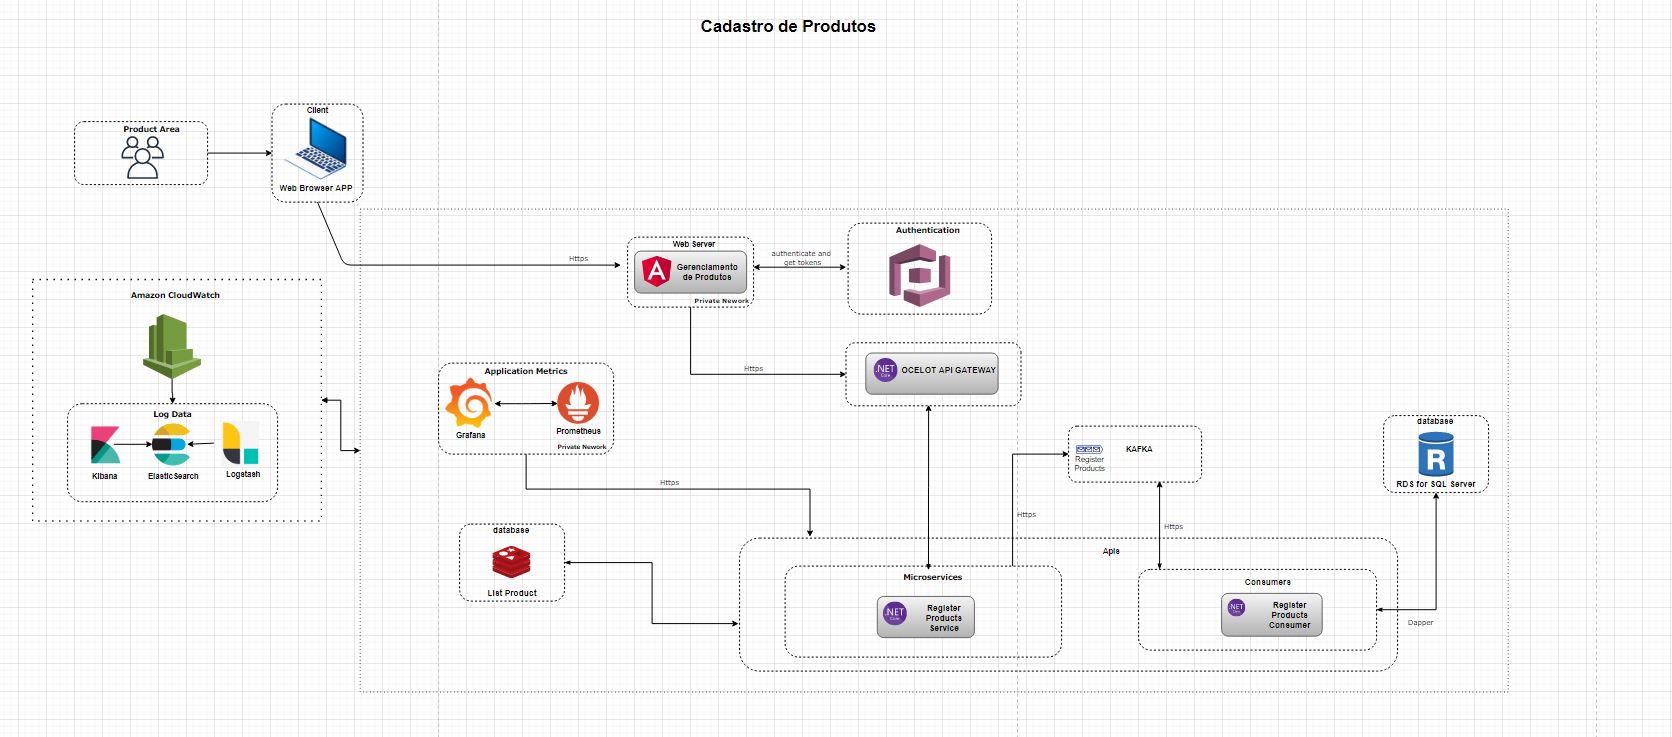 Cadastro de Produtos
Client
Product Area
Web Browser APP
Https
Web Server
Gerenciamento
de Produtos
Private Nework
authenticate and
get tokens
Authentication
Amazon CloudWatch
Log Data
Kibana
ElasticSearch
Logstash
Application Metrics
Grafana
Prometheus
Private Nework
Https
.NET
Core
OCELOT API GATEWAY
Https
KAFKA
Register
Products
Https
Https
database
R
RDS for SQL Server
database
List Product
Apis
Microservices
.NET
Core
Register
Products
Service
Consumers
.NET
Register
Products
Consumer
Dapper